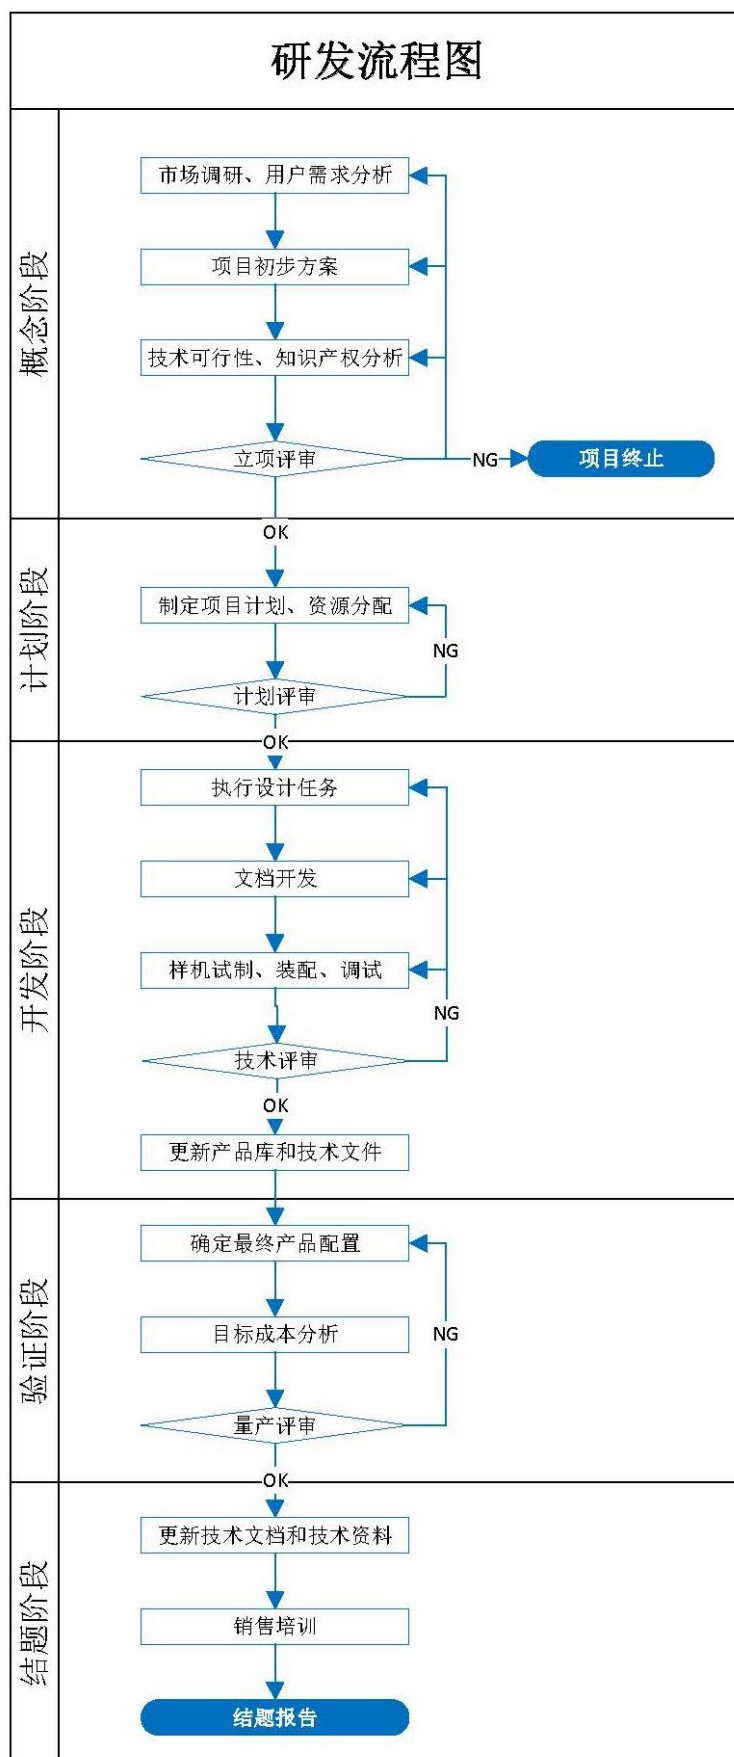 研发流程图
概念阶段
市场调研、用户需求分析
项目初步方案
技术可行性、知识产权分析
立项评审
NG
项目终止
OK
计划阶段
制定项目计划、资源分配
NG
计划评审
OK
开发阶段
执行设计任务
文档开发
样机试制、装配、调试
NG
技术评审
OK
更新产品库和技术文件
验证阶段
确定最终产品配置
目标成本分析
NG
量产评审
OK
结题阶段
更新技术文档和技术资料
销售培训
结题报告